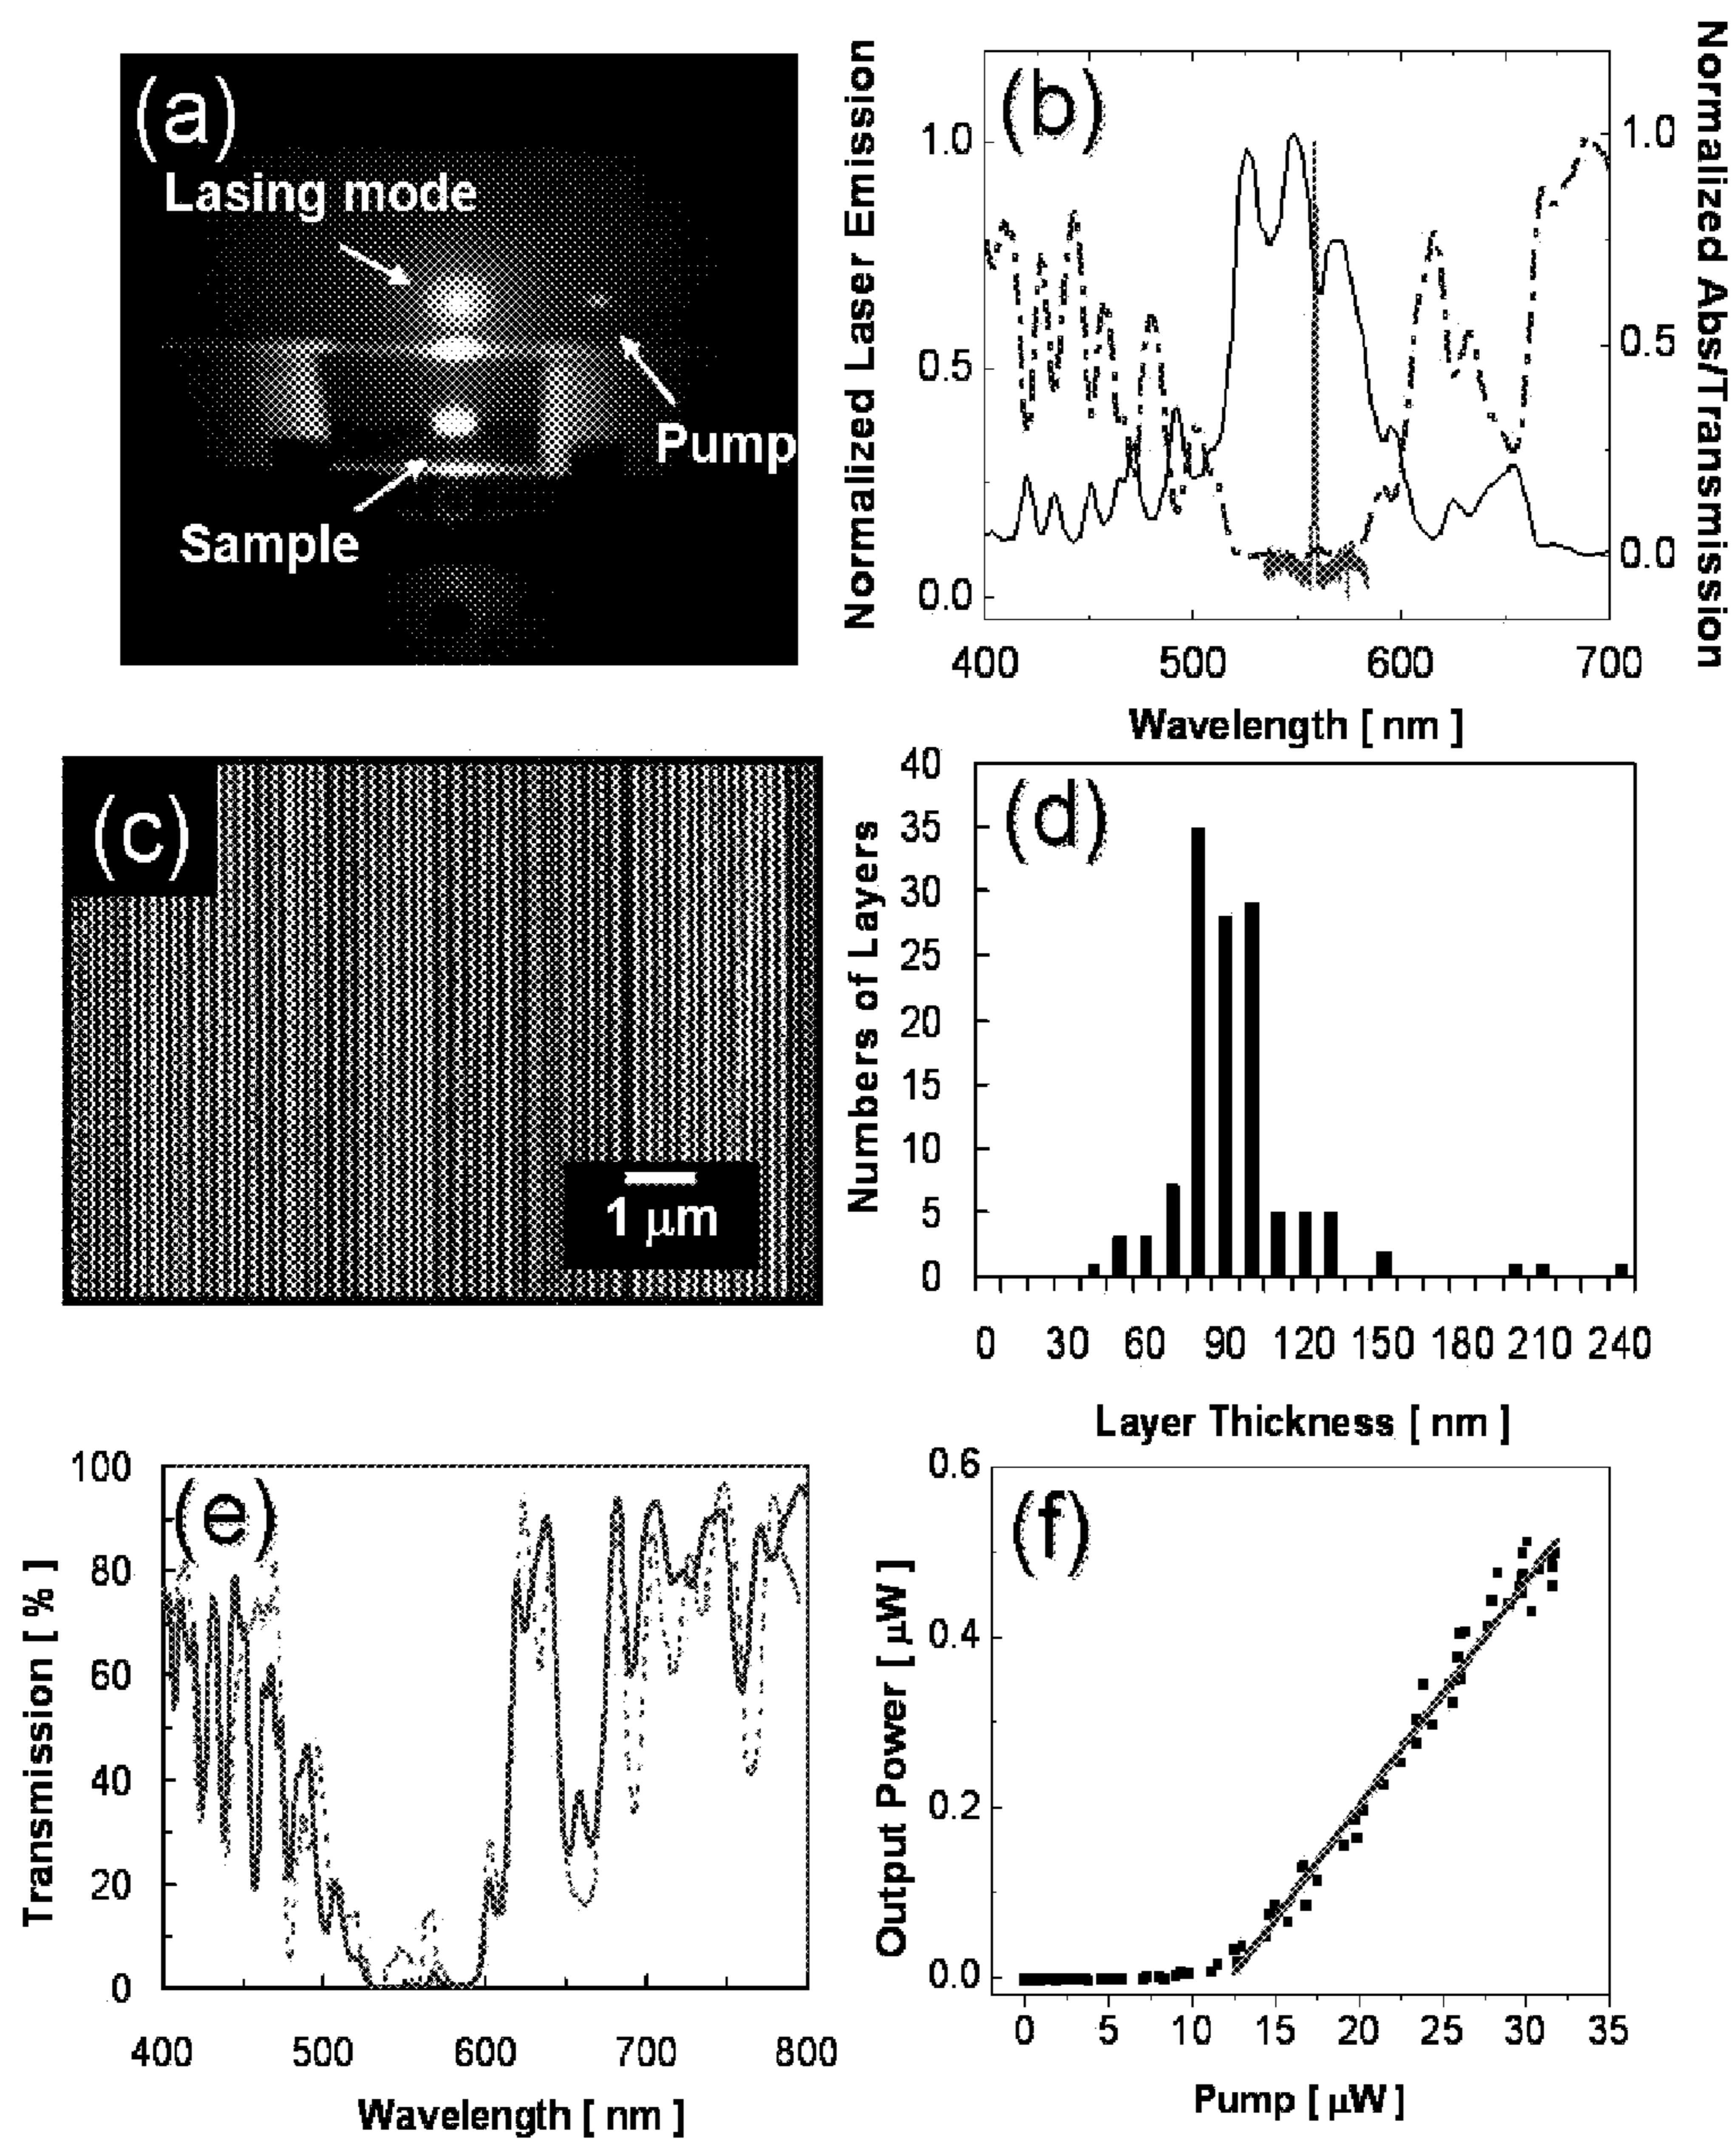 (a)
Lasing mode
Pump
Sample
(b)
Normalized Laser Emission
1.0
0.5
0.0
Normalized Abs/Transmission
1.0
0.5
0.0
400 500 600 700
Wavelength [ nm ]
(c)
1 μm
(d)
Numbers of Layers
40
35
30
25
20
15
10
5
0
0 30 60 90 120 150 180 210 240
Layer Thickness [ nm ]
(e)
Transmission [ % ]
100
80
60
40
20
0
400 500 600 700 800
Wavelength [ nm ]
(f)
Output Power [ μW ]
0.6
0.4
0.2
0.0
0 5 10 15 20 25 30 35
Pump [ μW ]